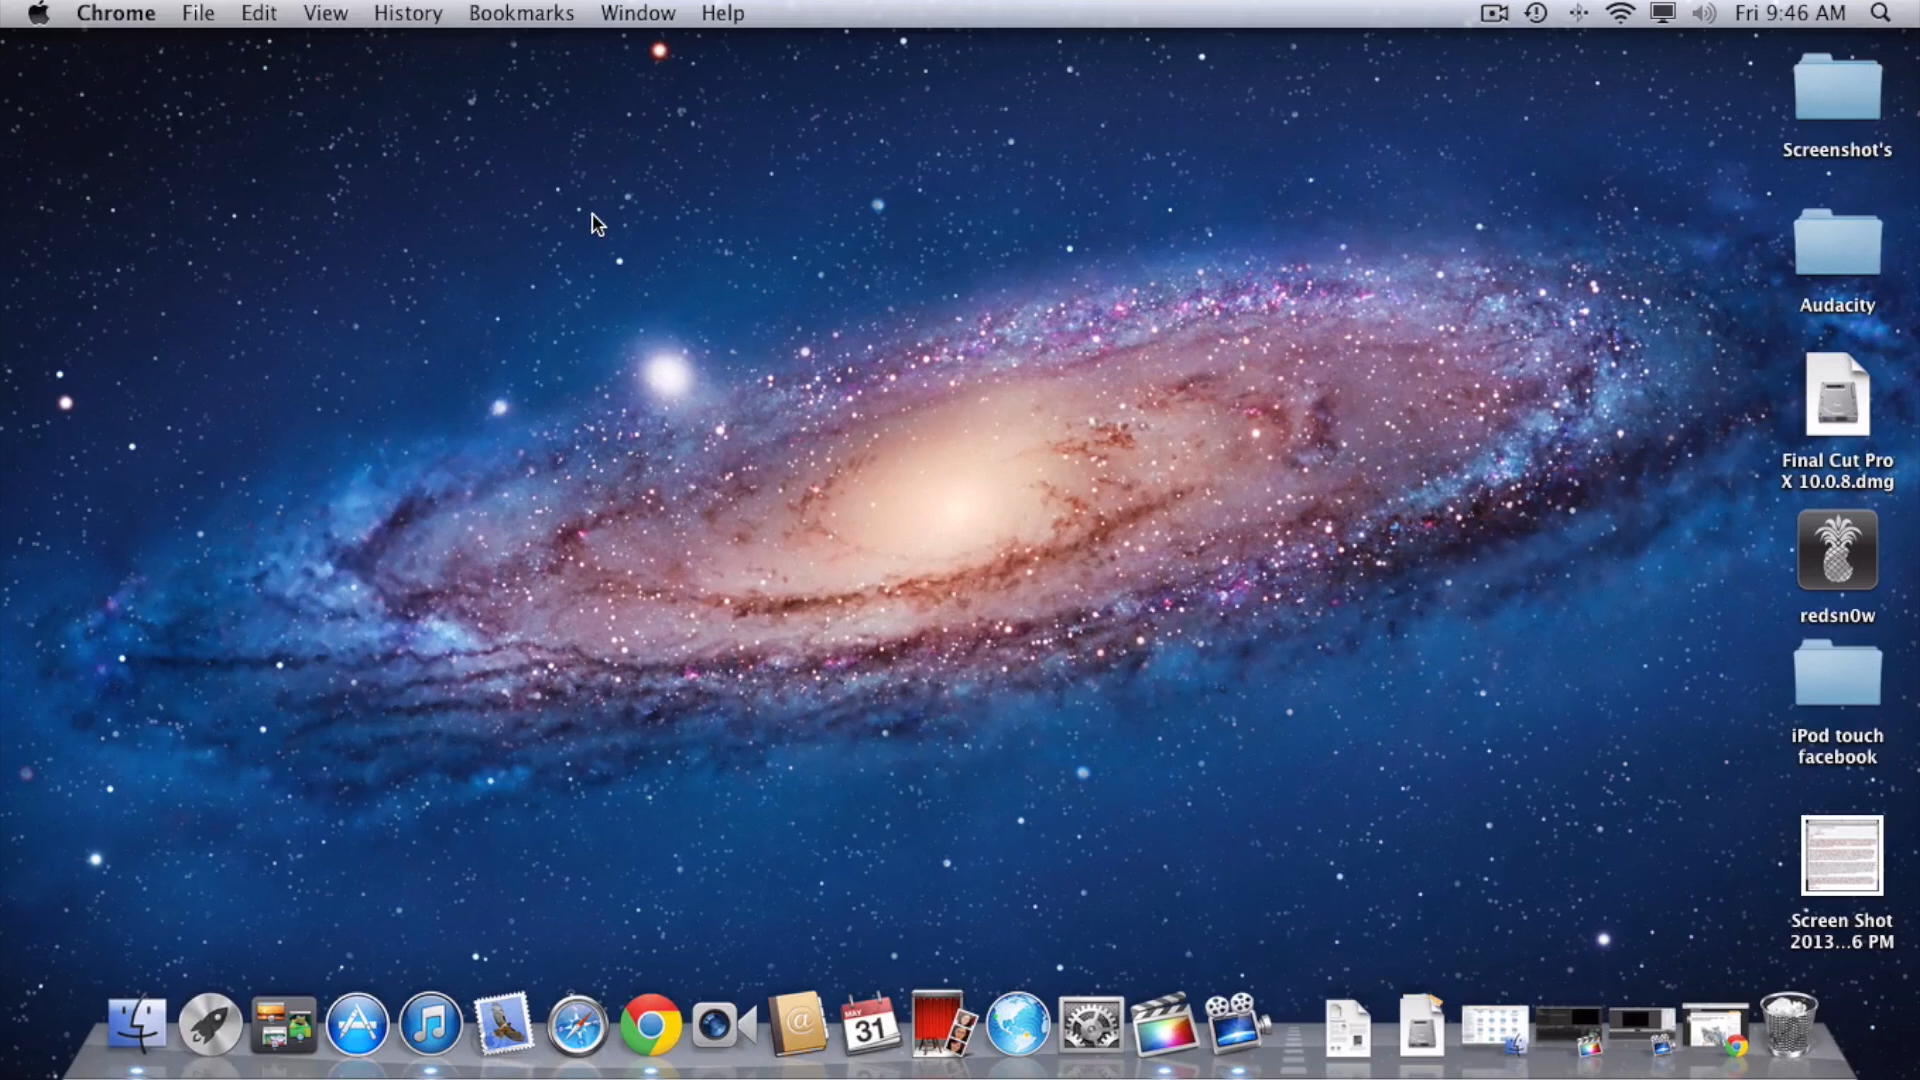 Chrome File Edit View History Bookmarks Window Help Fri 9:46 AM
Screenshot's
Audacity
Final Cut Pro
X 10.0.8.dmg
redsn0w
iPod touch
facebook
Screen Shot
2013...6 PM
MAY
31
@